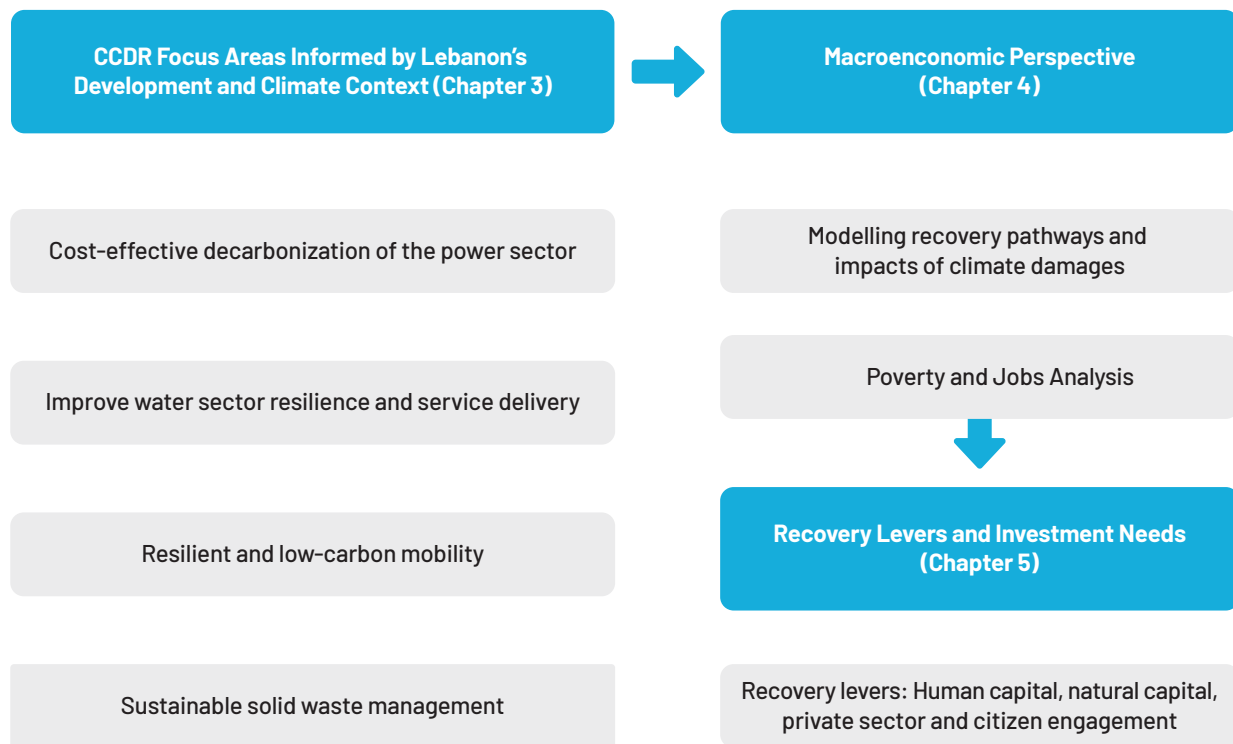 CCDR Focus Areas Informed by Lebanon's
Development and Climate Context (Chapter 3)
Cost-effective decarbonization of the power sector
Improve water sector resilience and service delivery
Resilient and low-carbon mobility
Sustainable solid waste management
Macroenconomic Perspective
(Chapter 4)
Modelling recovery pathways and
impacts of climate damages
Poverty and Jobs Analysis
Recovery Levers and Investment Needs
(Chapter 5)
Recovery levers: Human capital, natural capital,
private sector and citizen engagement